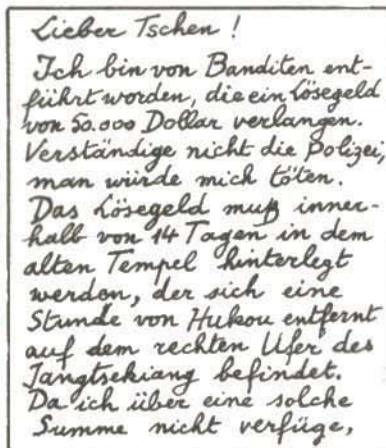 Lieber Tschen!
Ich bin von Banditen ent-
führt worden, die ein Lösegeld
von 50.000 Dollar verlangen.
Verständige nicht die Polizei,
man würde mich töten.
Das Lösegeld muß inner-
halb von 14 Tagen in dem
alten Tempel hinterlegt
werden, der sich eine
Stunde von Hukou entfernt
auf dem rechten Ufer des
Jangtsekiang befindet.
Da ich über eine solche
Summe nicht verfüge,